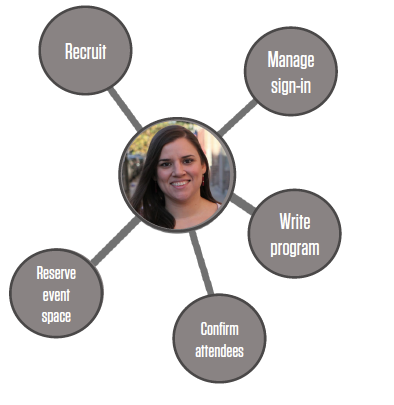 Recruit
Manage
sign-in
Write
program
Confirm
attendees
Reserve
event
space